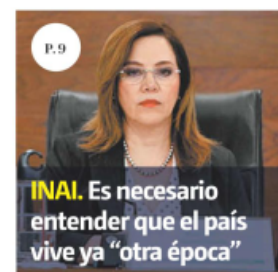 P. 9
INAI. Es necesario
entender que el país
vive ya “otra época”